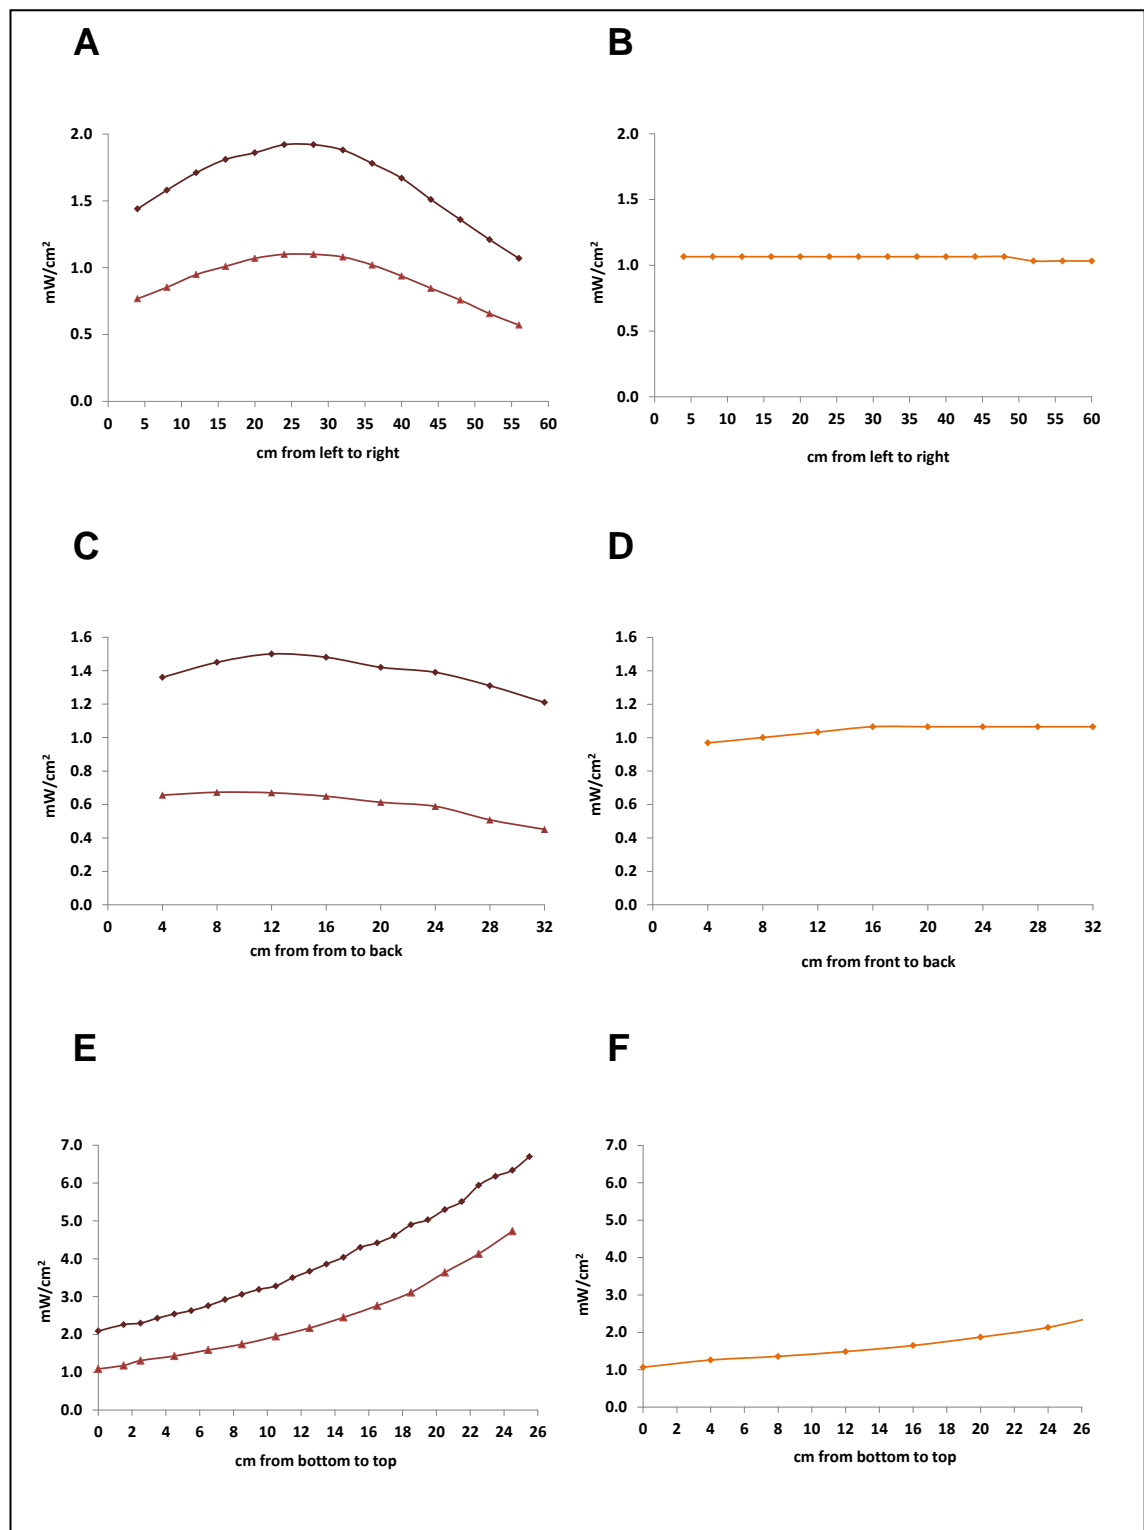 A
B
2.0
1.5
1.0
0.5
0.0
mW/cm²
0 5 10 15 20 25 30 35 40 45 50 55 60
cm from left to right
2.0
1.5
1.0
0.5
0.0
mW/cm²
0 5 10 15 20 25 30 35 40 45 50 55 60
cm from left to right
C
D
1.6
1.4
1.2
1.0
0.8
0.6
0.4
0.2
0.0
mW/cm²
0 4 8 12 16 20 24 28 32
cm from from to back
1.6
1.4
1.2
1.0
0.8
0.6
0.4
0.2
0.0
mW/cm²
0 4 8 12 16 20 24 28 32
cm from front to back
E
F
7.0
6.0
5.0
4.0
3.0
2.0
1.0
0.0
mW/cm²
0 2 4 6 8 10 12 14 16 18 20 22 24 26
cm from bottom to top
7.0
6.0
5.0
4.0
3.0
2.0
1.0
0.0
mW/cm²
0 2 4 6 8 10 12 14 16 18 20 22 24 26
cm from bottom to top